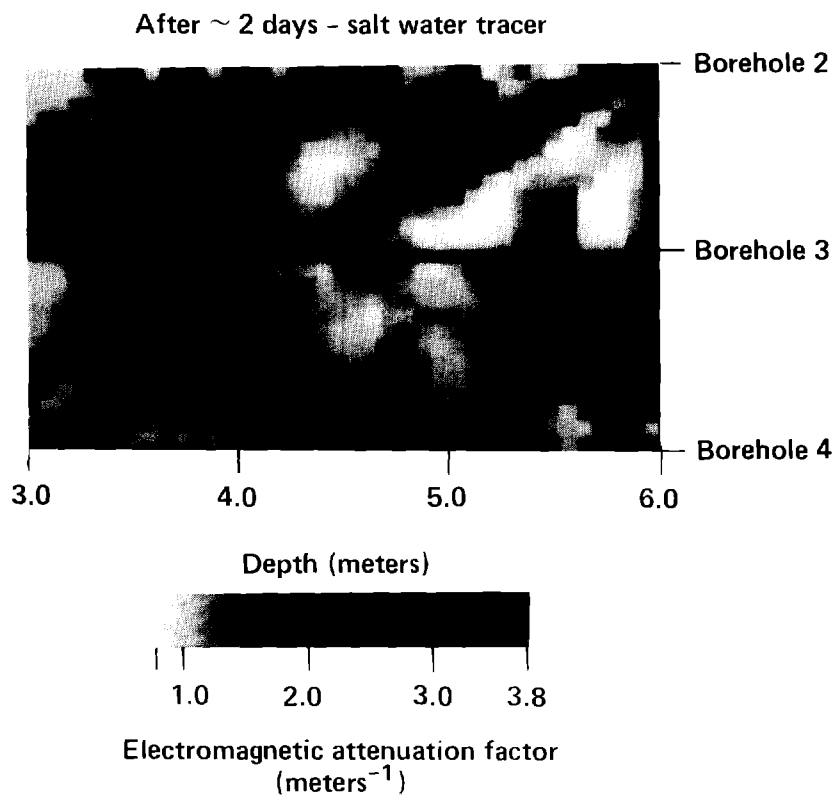 After ~ 2 days - salt water tracer
Borehole 2
Borehole 3
Borehole 4
3.0 4.0 5.0 6.0
Depth (meters)
1.0 2.0 3.0 3.8
Electromagnetic attenuation factor
(meters⁻¹)